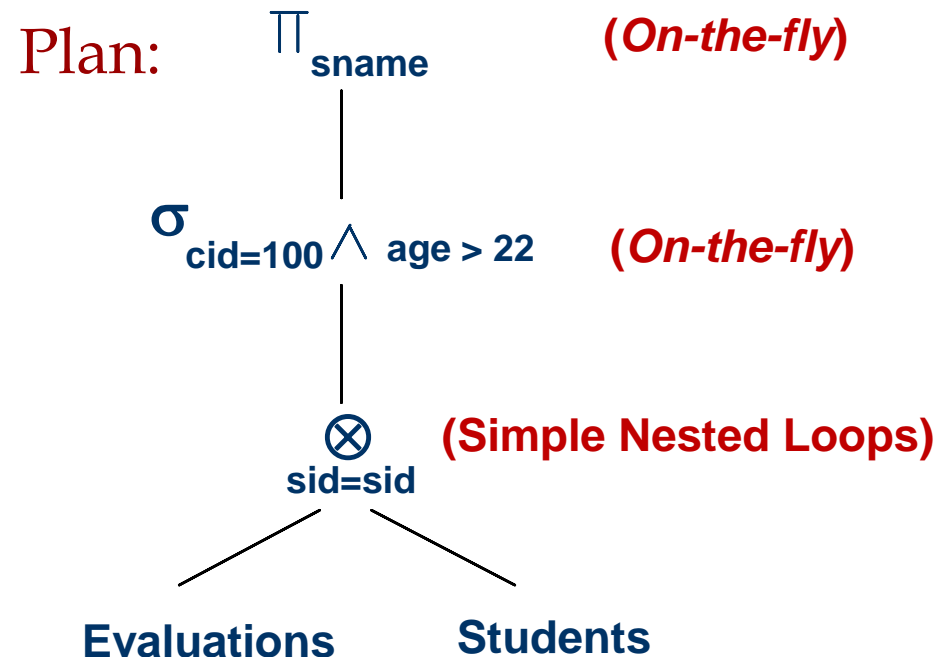 Plan: ∏ sname (On-the-fly)
σ cid=100 ∧ age > 22 (On-the-fly)
⊗ (Simple Nested Loops)
sid=sid
Evaluations Students